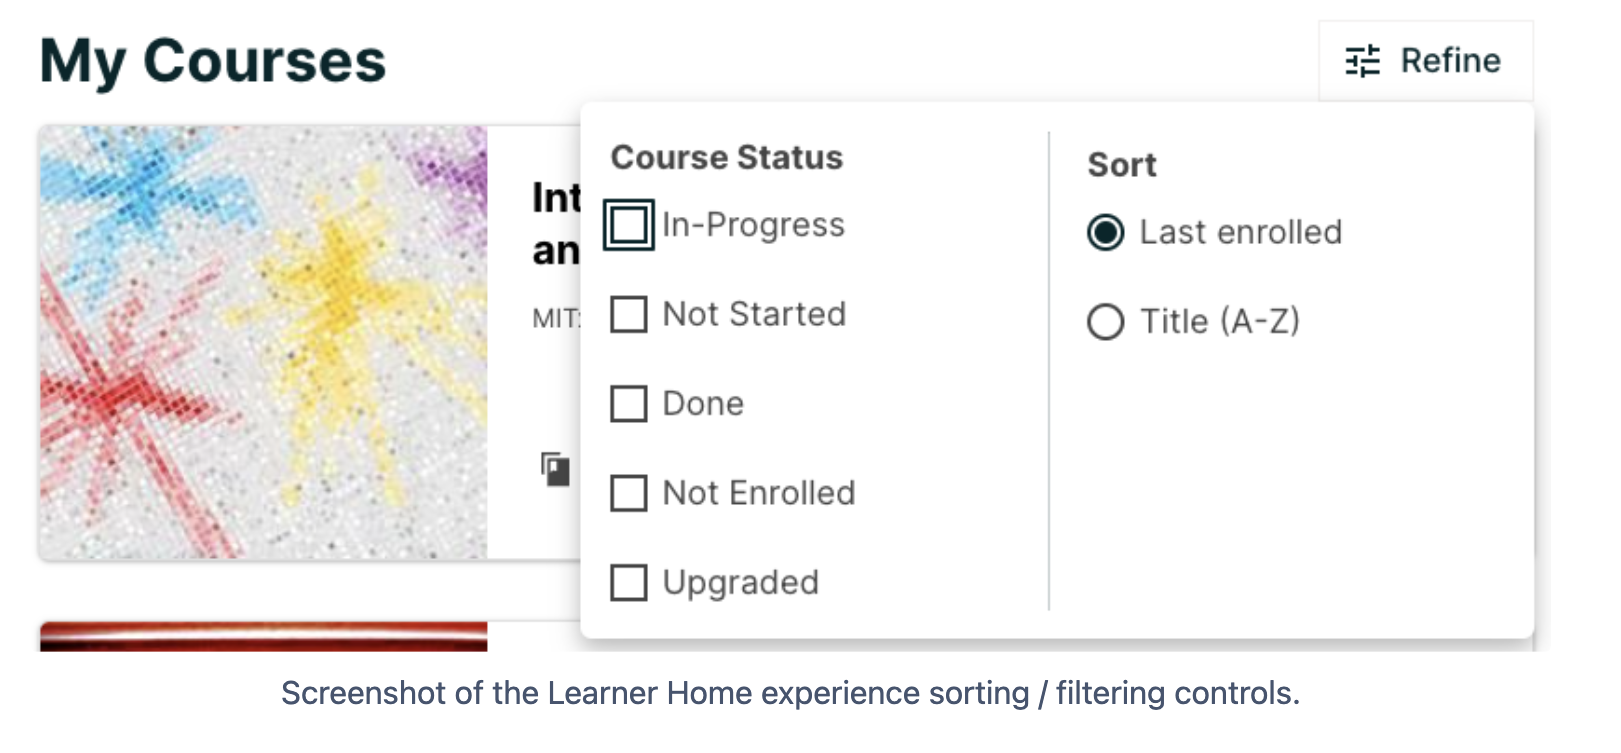 My Courses
Refine
Int
an
MIT
Course Status
In-Progress
Not Started
Done
Not Enrolled
Upgraded
Sort
Last enrolled
Title (A-Z)
Screenshot of the Learner Home experience sorting / filtering controls.